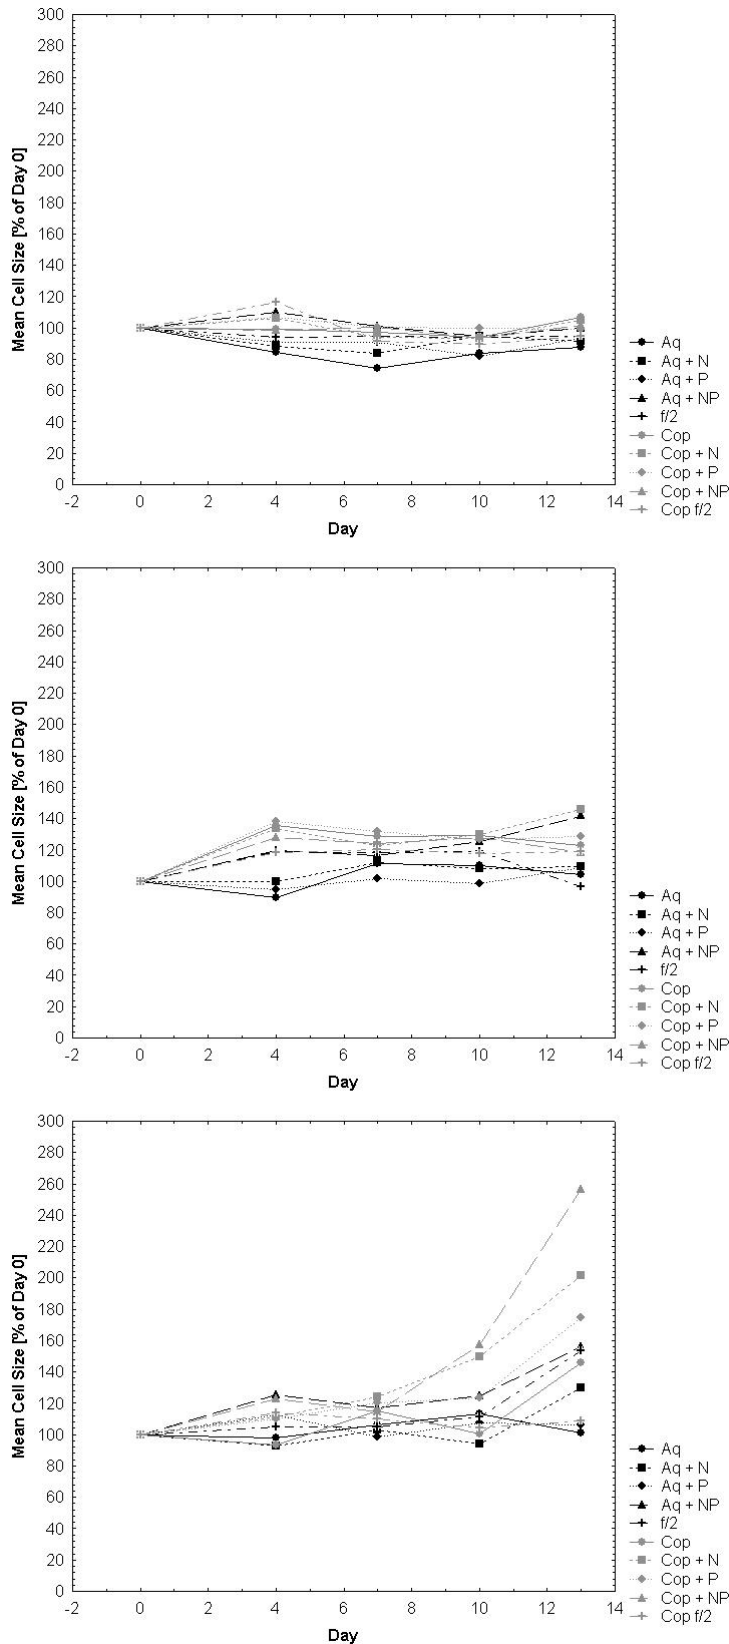 300
280
260
240
220
200
180
160
140
120
100
80
60
40
20
0
Mean Cell Size [% of Day 0]
-2 0 2 4 6 8 10 12 14
Day
Aq
Aq + N
Aq + P
Aq + NP
f/2
Cop
Cop + N
Cop + P
Cop + NP
Cop f/2
300
280
260
240
220
200
180
160
140
120
100
80
60
40
20
0
Mean Cell Size [% of Day 0]
-2 0 2 4 6 8 10 12 14
Day
Aq
Aq + N
Aq + P
Aq + NP
f/2
Cop
Cop + N
Cop + P
Cop + NP
Cop f/2
300
280
260
240
220
200
180
160
140
120
100
80
60
40
20
0
Mean Cell Size [% of Day 0]
-2 0 2 4 6 8 10 12 14
Day
Aq
Aq + N
Aq + P
Aq + NP
f/2
Cop
Cop + N
Cop + P
Cop + NP
Cop f/2